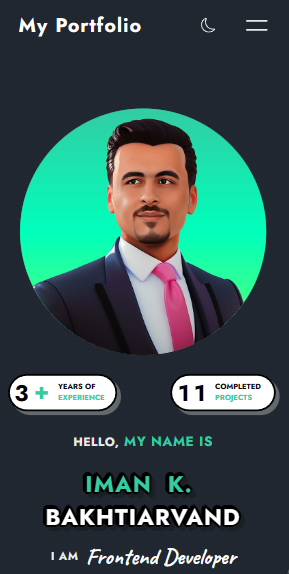 My Portfolio
3 + YEARS OF EXPERIENCE
11 COMPLETED PROJECTS
HELLO, MY NAME IS
IMAN K.
BAKHTIARVAND
I AM Frontend Developer